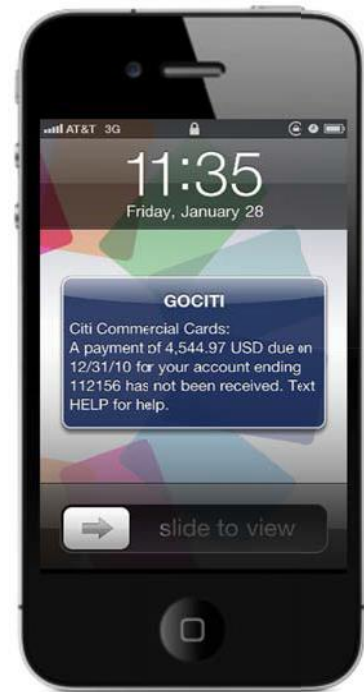 AT&T 3G
11:35
Friday, January 28
GOCITI
Citi Commercial Cards:
A payment of 4,544.97 USD due on
12/31/10 for your account ending
112156 has not been received. Text
HELP for help.
slide to view